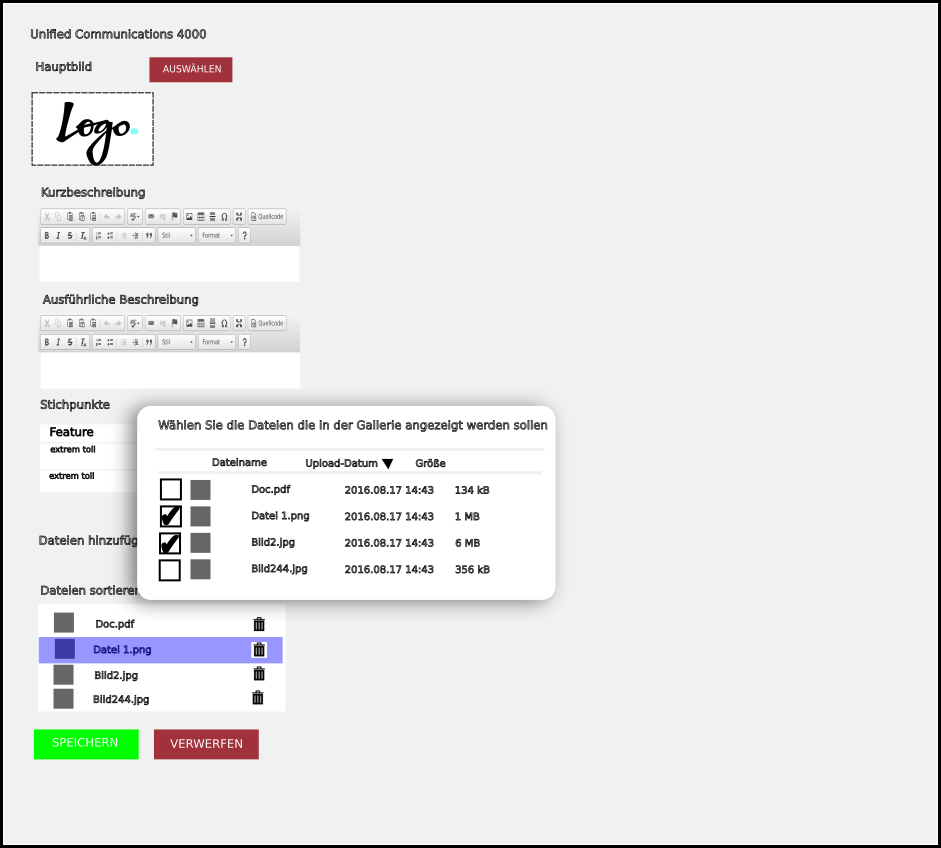 Unified Communications 4000
Hauptbild
AUSWÄHLEN
Logo.
Kurzbeschreibung
Quellcode
B I S Tx Stil Format ?
Ausführliche Beschreibung
Quellcode
B I S Tx Stil Format ?
Stichpunkte
Feature
extrem toll
extrem toll
Wählen Sie die Dateien die in der Gallerie angezeigt werden sollen
Dateiname Upload-Datum Größe
Doc.pdf 2016.08.17 14:43 134 kB
Datei 1.png 2016.08.17 14:43 1 MB
Bild2.jpg 2016.08.17 14:43 6 MB
Bild244.jpg 2016.08.17 14:43 356 kB
Dateien hinzufüg
Dateien sortieren
Doc.pdf
Datei 1.png
Bild2.jpg
Bild244.jpg
SPEICHERN VERWERFEN